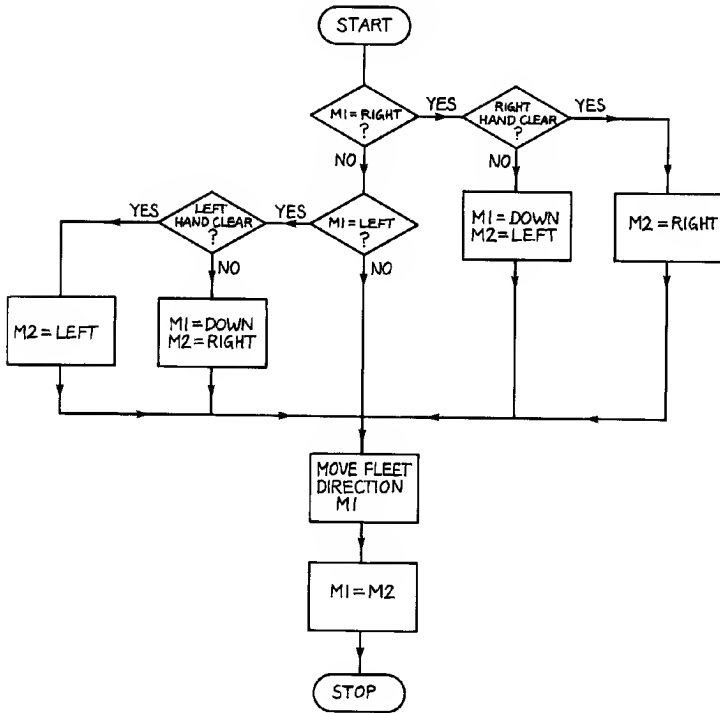 START
M1=RIGHT
?
YES
RIGHT
HAND CLEAR
?
YES
NO
NO
LEFT
HAND CLEAR
?
YES
YES
M1=LEFT
?
M1=DOWN
M2=LEFT
M2=RIGHT
NO
NO
M2=LEFT
M1=DOWN
M2=RIGHT
MOVE FLEET
DIRECTION
M1
M1=M2
STOP